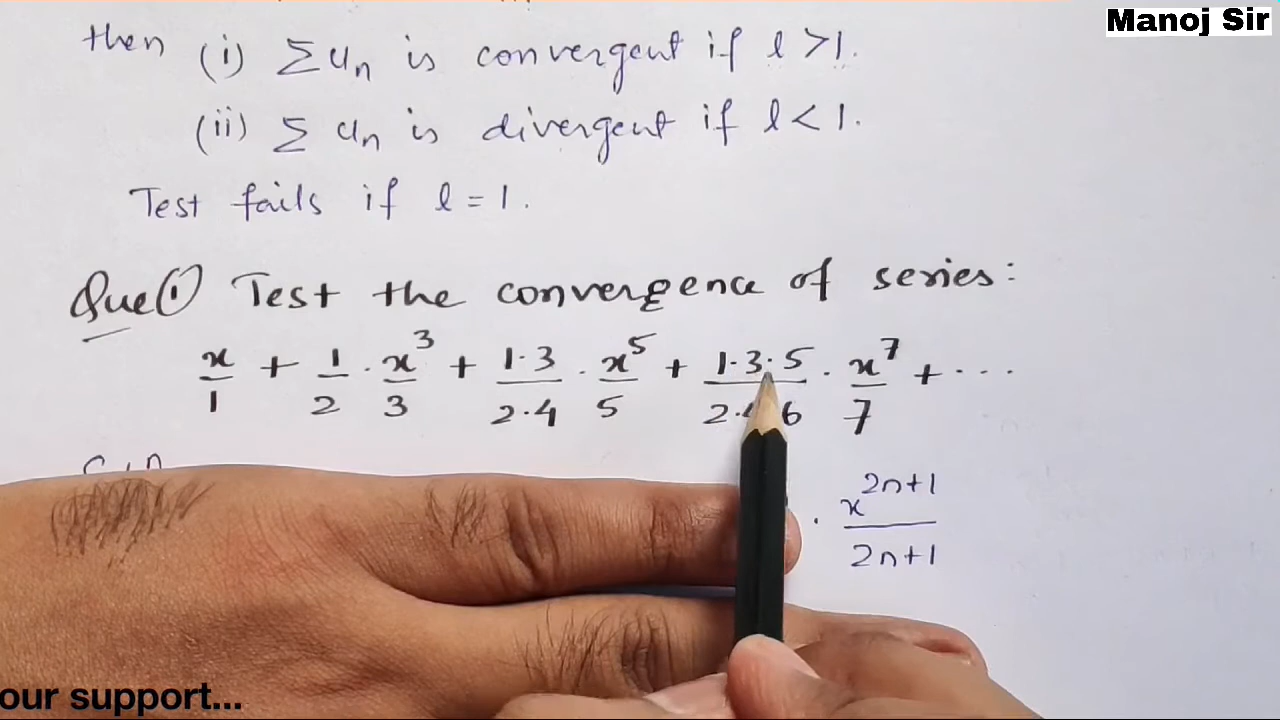 Manoj Sir
then (i) Σun is convergent if l > 1.
(ii) Σ un is divergent if l < 1.
Test fails if l = 1.
Que① Test the convergence of series:
x/1 + 1/2 · x³/3 + 1·3/2·4 · x⁵/5 + 1·3·5/2·4·6 · x⁷/7 + ···
· x^2n+1/2n+1
our support...